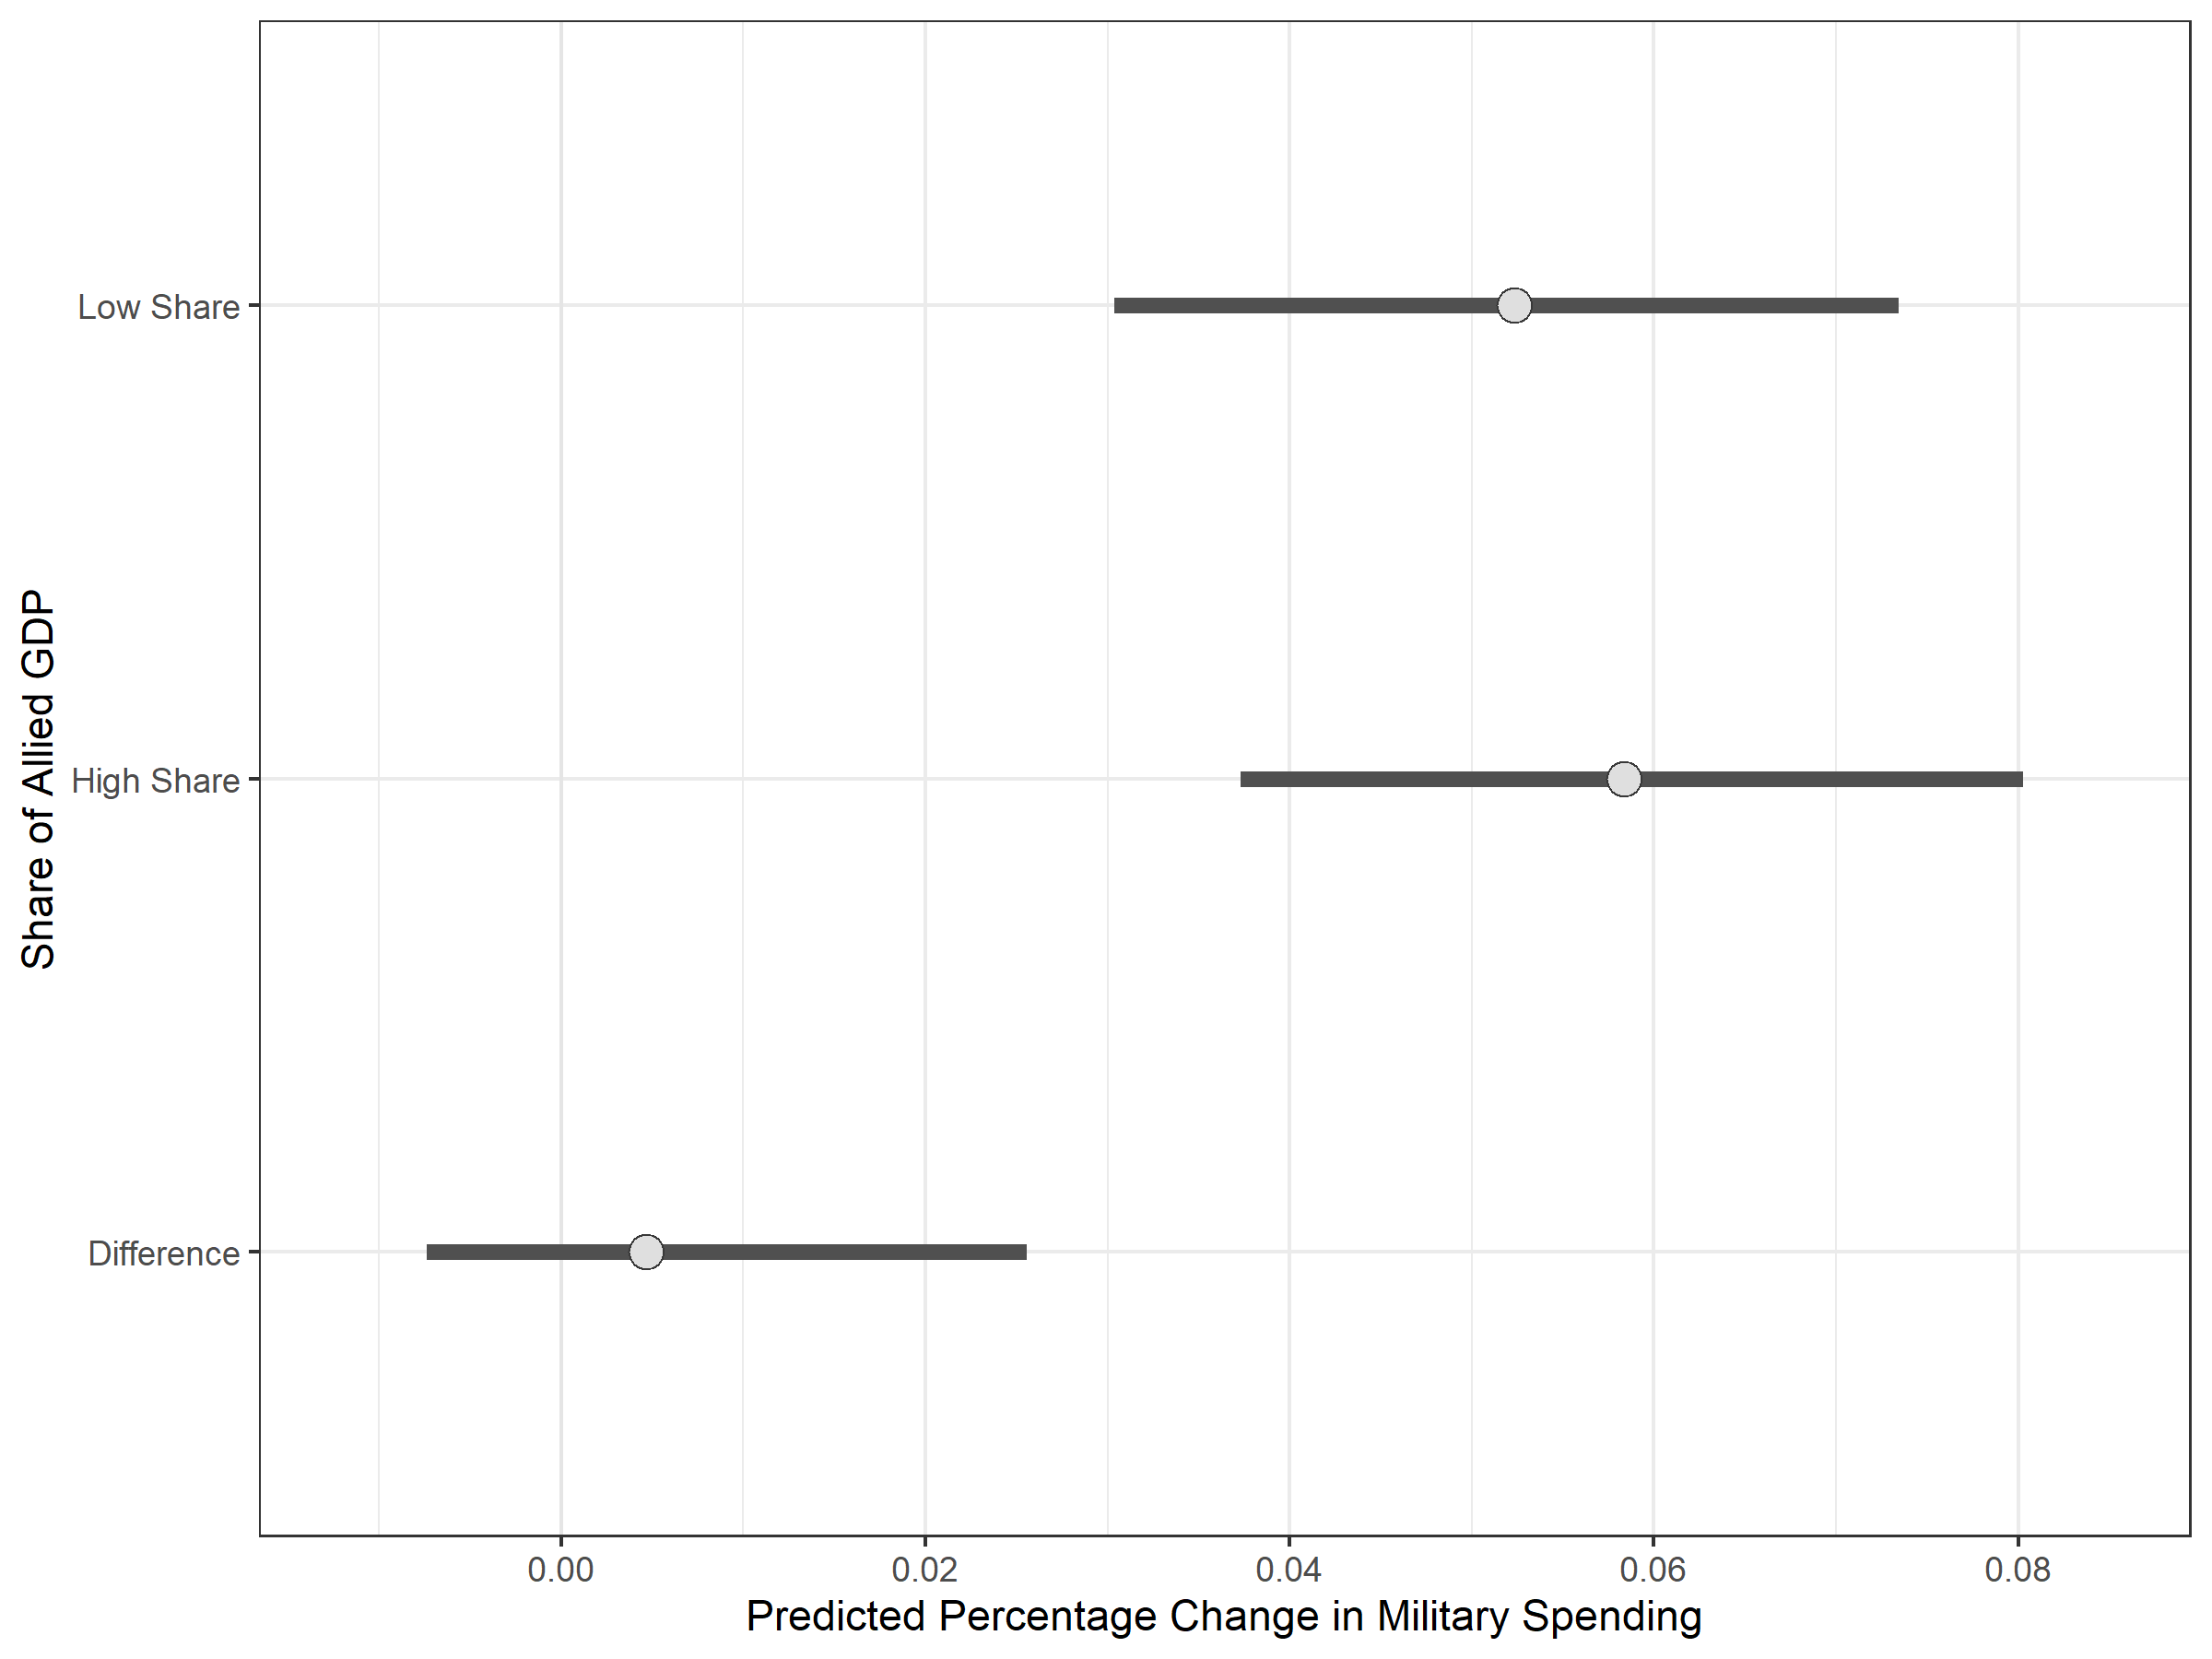 Share of Allied GDP
Low Share
High Share
Difference
0.00 0.02 0.04 0.06 0.08
Predicted Percentage Change in Military Spending